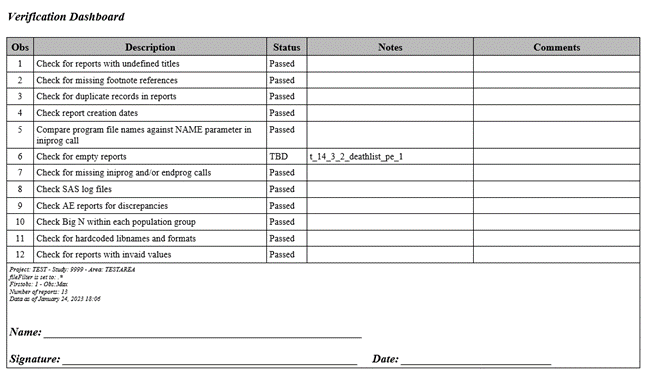 Verification Dashboard
Obs Description Status Notes Comments
1 Check for reports with undefined titles Passed
2 Check for missing footnote references Passed
3 Check for duplicate records in reports Passed
4 Check report creation dates Passed
5 Compare program file names against NAME parameter in Passed
iniprog call
6 Check for empty reports TBD t_14_3_2_deathlist_pe_1
7 Check for missing iniprog and/or endprog calls Passed
8 Check SAS log files Passed
9 Check AE reports for discrepancies Passed
10 Check Big N within each population group Passed
11 Check for hardcoded libnames and formats Passed
12 Check for reports with invaid values Passed
Project: TEST - Study: 9999 - Area: TESTAREA
fileFilter is set to: .*
Firstobs: 1 - Obs:Max
Number of reports: 13
Data as of January 24, 2023 18:06
Name:
Signature: Date: